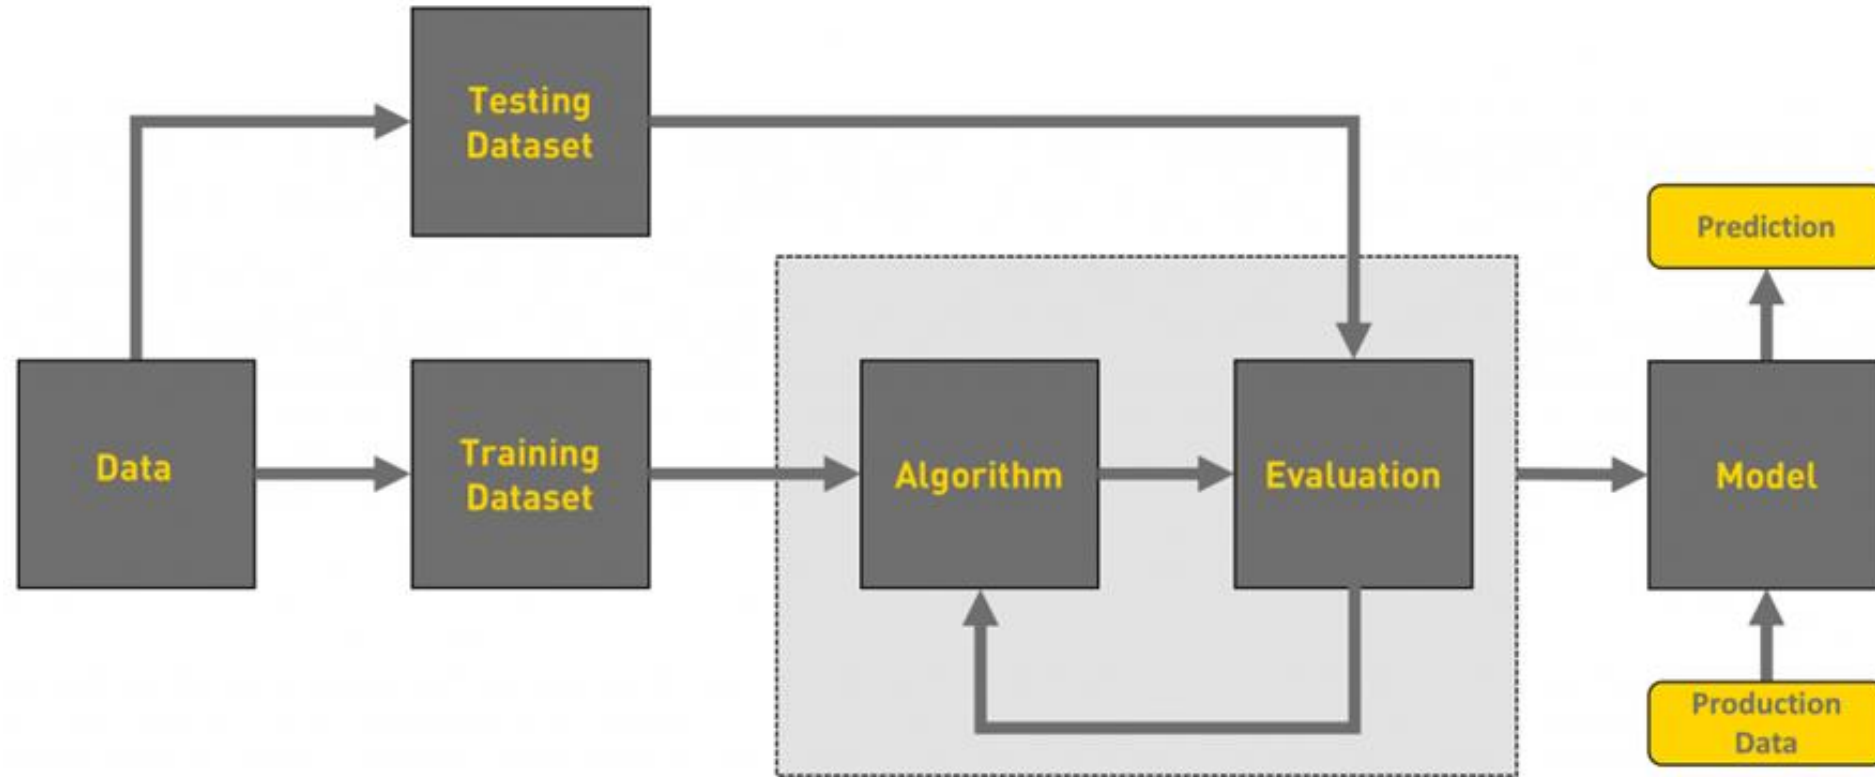 Testing
Dataset
Prediction
Data
Training
Dataset
Algorithm
Evaluation
Model
Production
Data